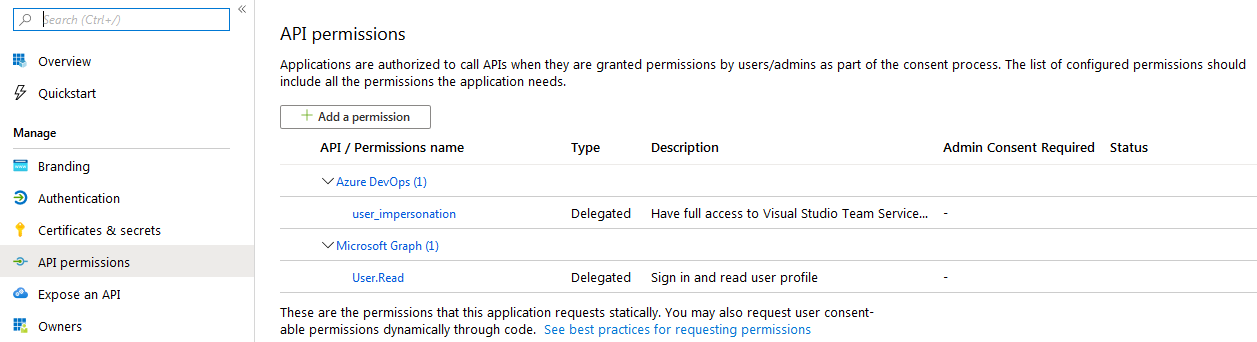 Search (Ctrl+/)
«
Overview
Quickstart
Manage
Branding
Authentication
Certificates & secrets
API permissions
Expose an API
Owners
API permissions
Applications are authorized to call APIs when they are granted permissions by users/admins as part of the consent process. The list of configured permissions should
include all the permissions the application needs.
+ Add a permission
API / Permissions name Type Description Admin Consent Required Status
Azure DevOps (1)
user_impersonation Delegated Have full access to Visual Studio Team Service... -
Microsoft Graph (1)
User.Read Delegated Sign in and read user profile -
These are the permissions that this application requests statically. You may also request user consent-
able permissions dynamically through code. See best practices for requesting permissions